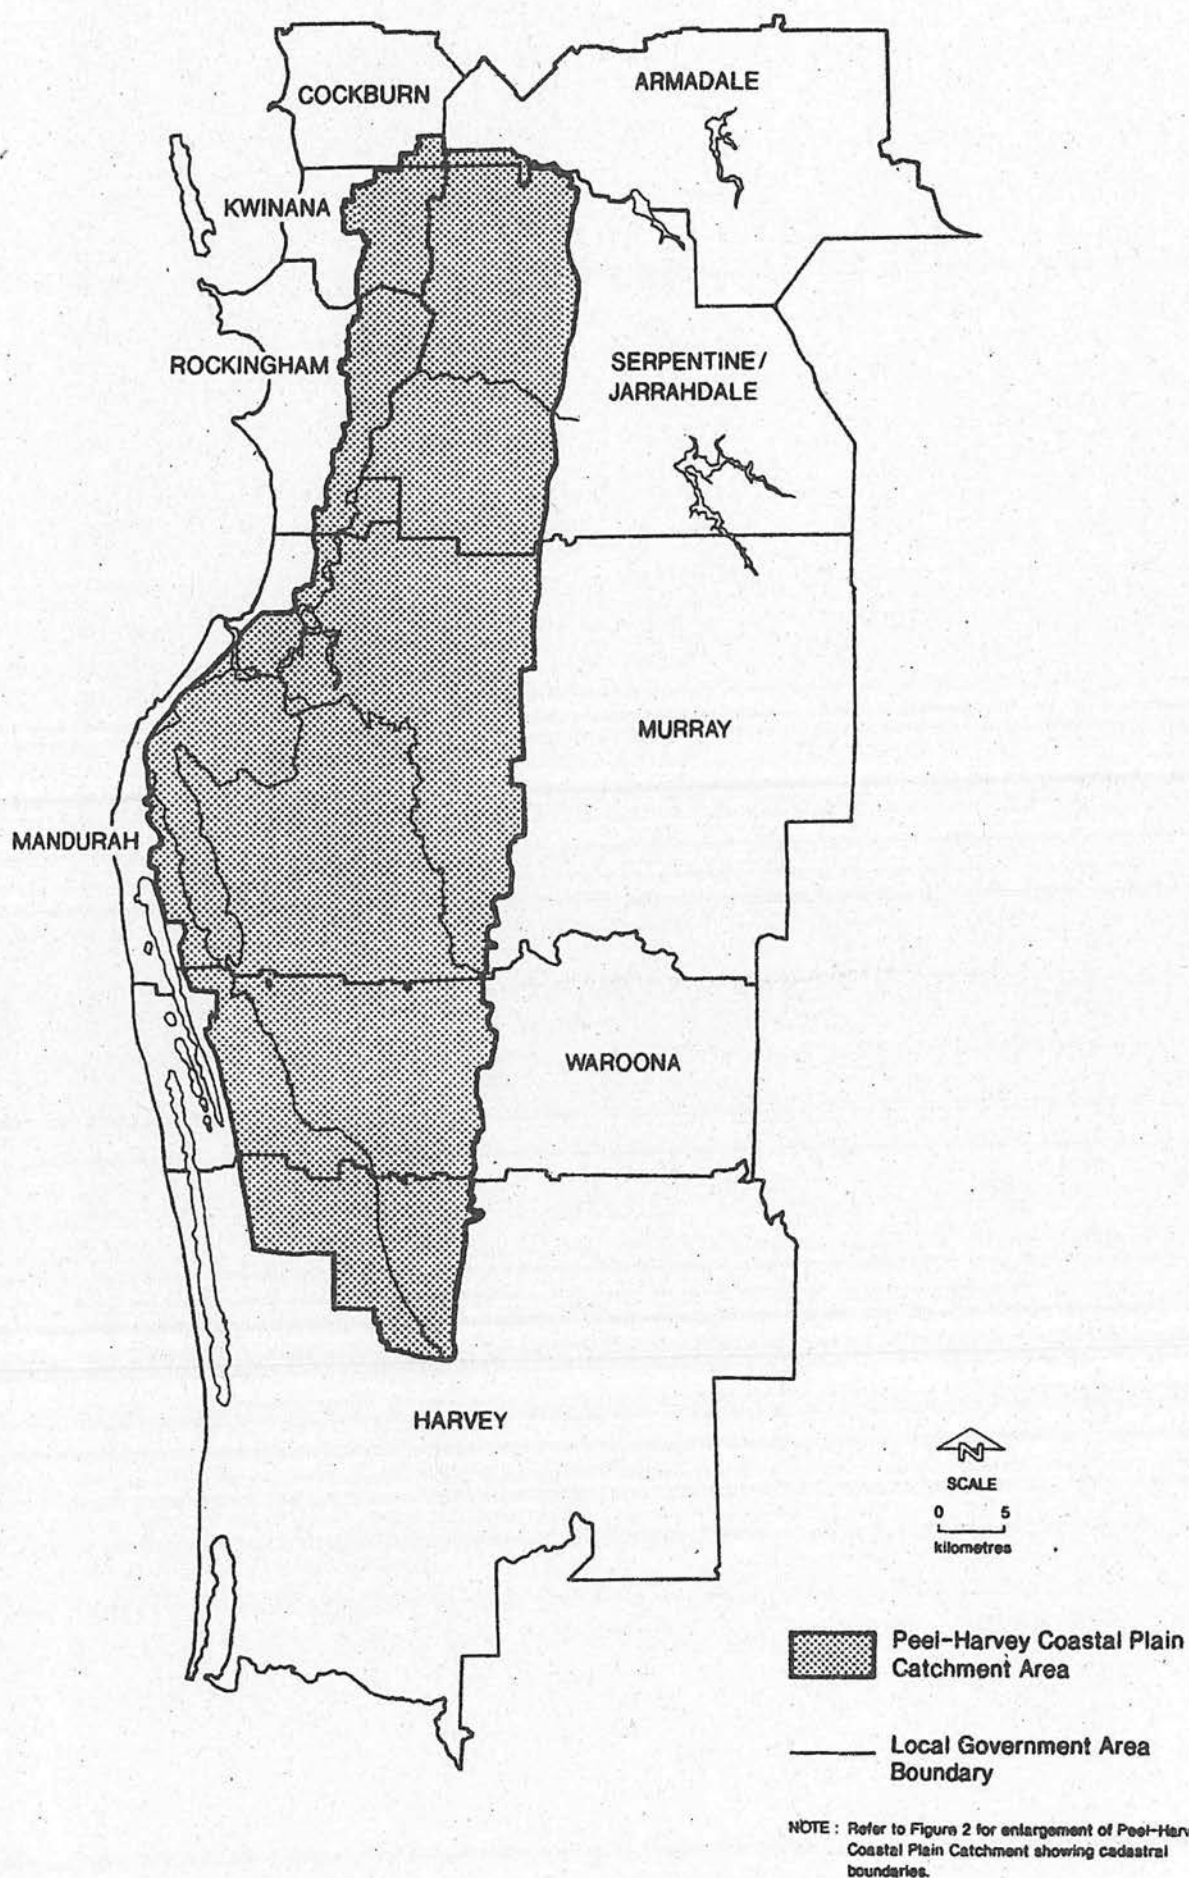 COCKBURN
ARMADALE
KWINANA
ROCKINGHAM
SERPENTINE/
JARRAHDALE
MURRAY
MANDURAH
WAROONA
HARVEY
N
SCALE
0 5
kilometres
Peel-Harvey Coastal Plain
Catchment Area
Local Government Area
Boundary
NOTE : Refer to Figure 2 for enlargement of Peel-Harv
Coastal Plain Catchment showing cadastral
boundaries.